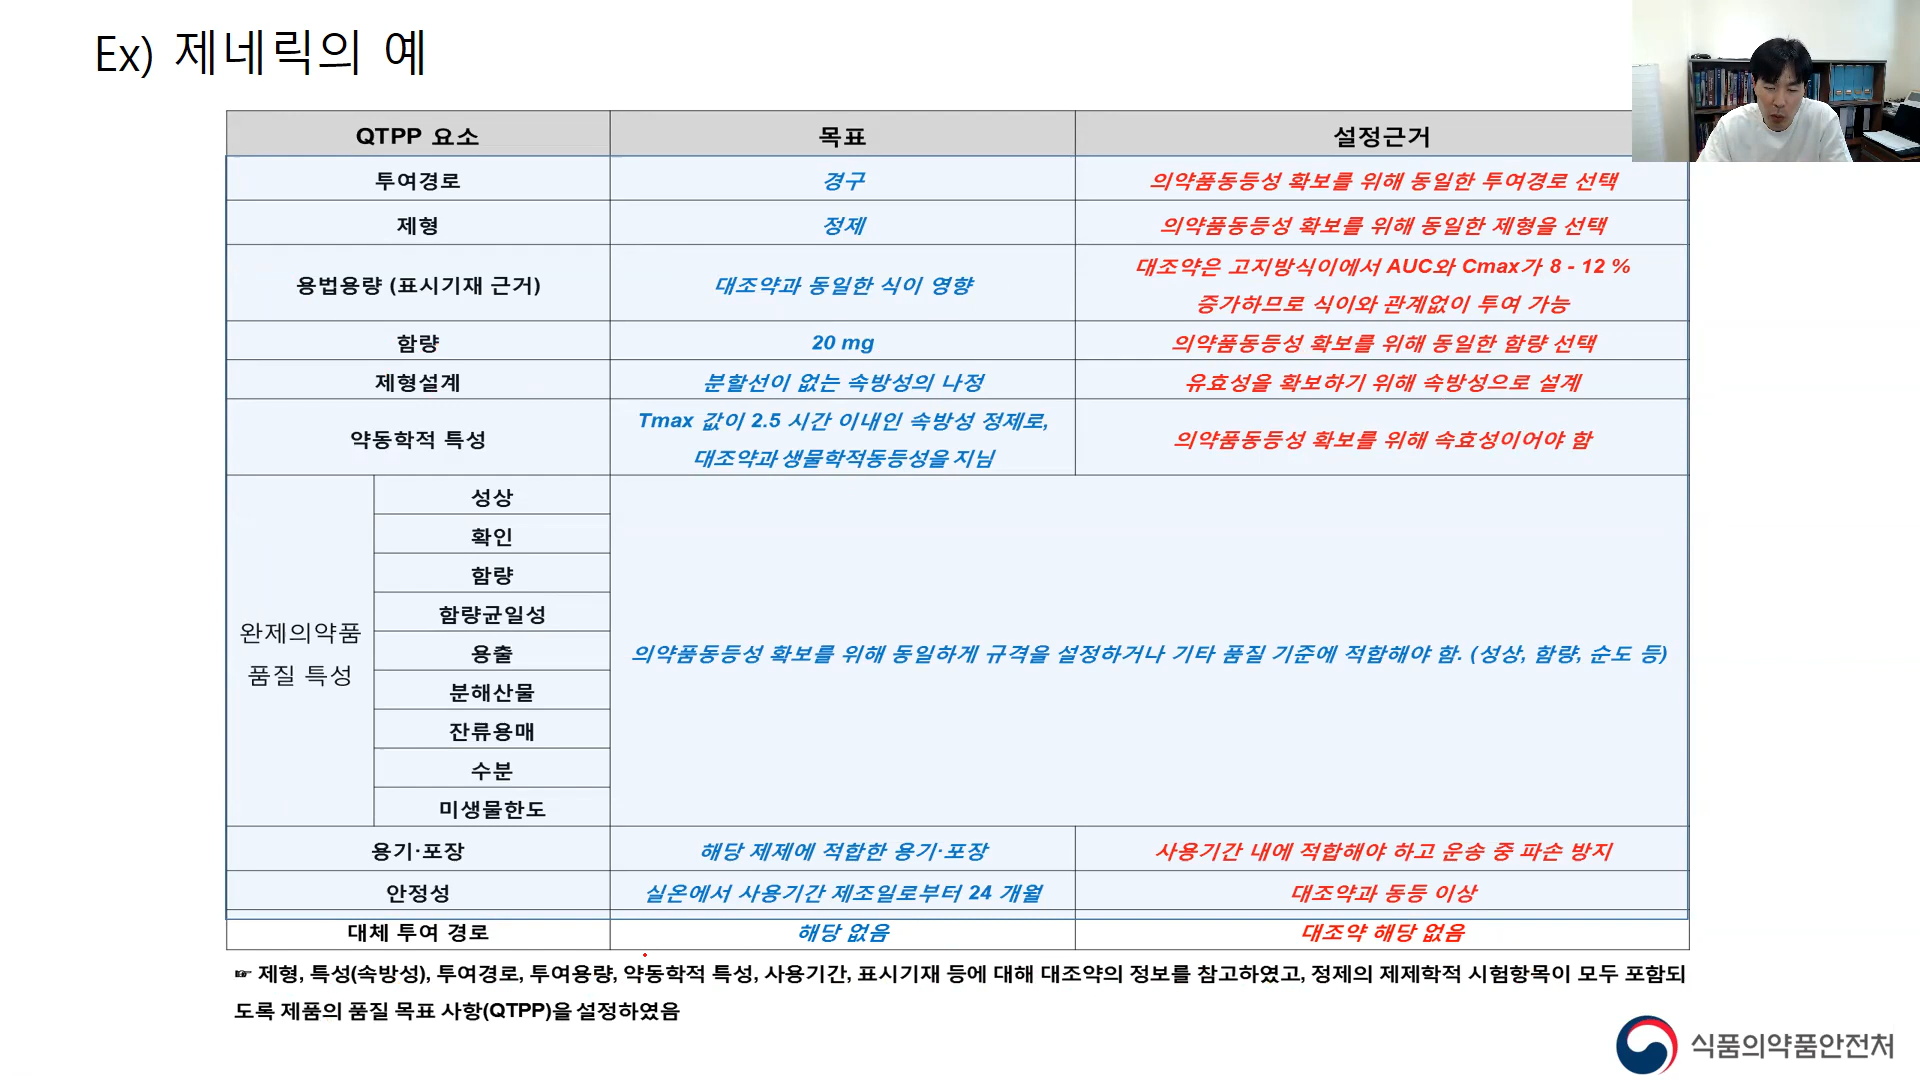 Ex) 제네릭의 예
QTPP 요소 목표 설정근거
투여경로 경구 의약품동등성 확보를 위해 동일한 투여경로 선택
제형 정제 의약품동등성 확보를 위해 동일한 제형을 선택
용법용량 (표시기재 근거) 대조약과 동일한 식이 영향 대조약은 고지방식이에서 AUC와 Cmax가 8 - 12 %
증가하므로 식이와 관계없이 투여 가능
함량 20 mg 의약품동등성 확보를 위해 동일한 함량 선택
제형설계 분할선이 없는 속방성의 나정 유효성을 확보하기 위해 속방성으로 설계
약동학적 특성 Tmax 값이 2.5 시간 이내인 속방성 정제로,
대조약과 생물학적동등성을 지님
의약품동등성 확보를 위해 속효성이어야 함
완제의약품
품질 특성
성상
확인
함량
함량균일성
용출
분해산물
잔류용매
수분
미생물한도
의약품동등성 확보를 위해 동일하게 규격을 설정하거나 기타 품질 기준에 적합해야 함. (성상, 함량, 순도 등)
용기·포장 해당 제제에 적합한 용기·포장 사용기간 내에 적합해야 하고 운송 중 파손 방지
안정성 실온에서 사용기간 제조일로부터 24 개월 대조약과 동등 이상
대체 투여 경로 해당 없음 대조약 해당 없음
☞ 제형, 특성(속방성), 투여경로, 투여용량, 약동학적 특성, 사용기간, 표시기재 등에 대해 대조약의 정보를 참고하였고, 정제의 제제학적 시험항목이 모두 포함되
도록 제품의 품질 목표 사항(QTPP)을 설정하였음
식품의약품안전처